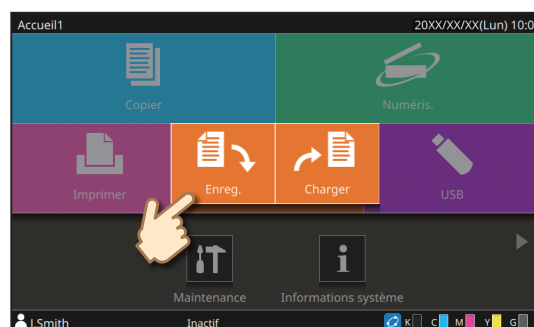 Accueil1 20XX/XX/XX(Lun) 10:0
Copier Numéris.
Imprimer Enreg. Charger USB
Maintenance Informations système
J.Smith Inactif K C M Y G